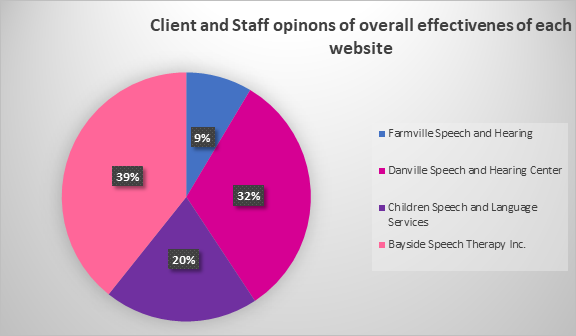 Client and Staff opinons of overall effectivenes of each
website
9%
39%
32%
20%
Farmville Speech and Hearing
Danville Speech and Hearing Center
Children Speech and Language
Services
Bayside Speech Therapy Inc.